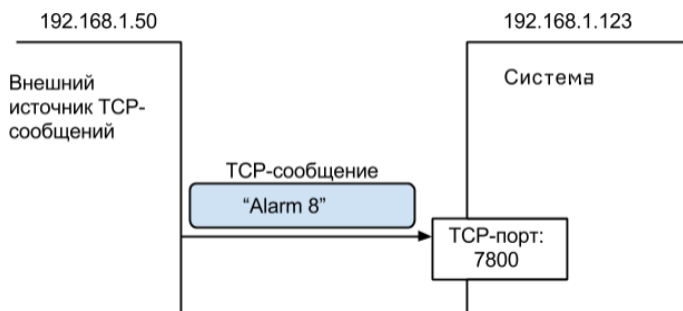 192.168.1.50
192.168.1.123
Внешний
источник TCP-
сообщений
Система
TCP-сообщение
“Alarm 8”
TCP-порт:
7800